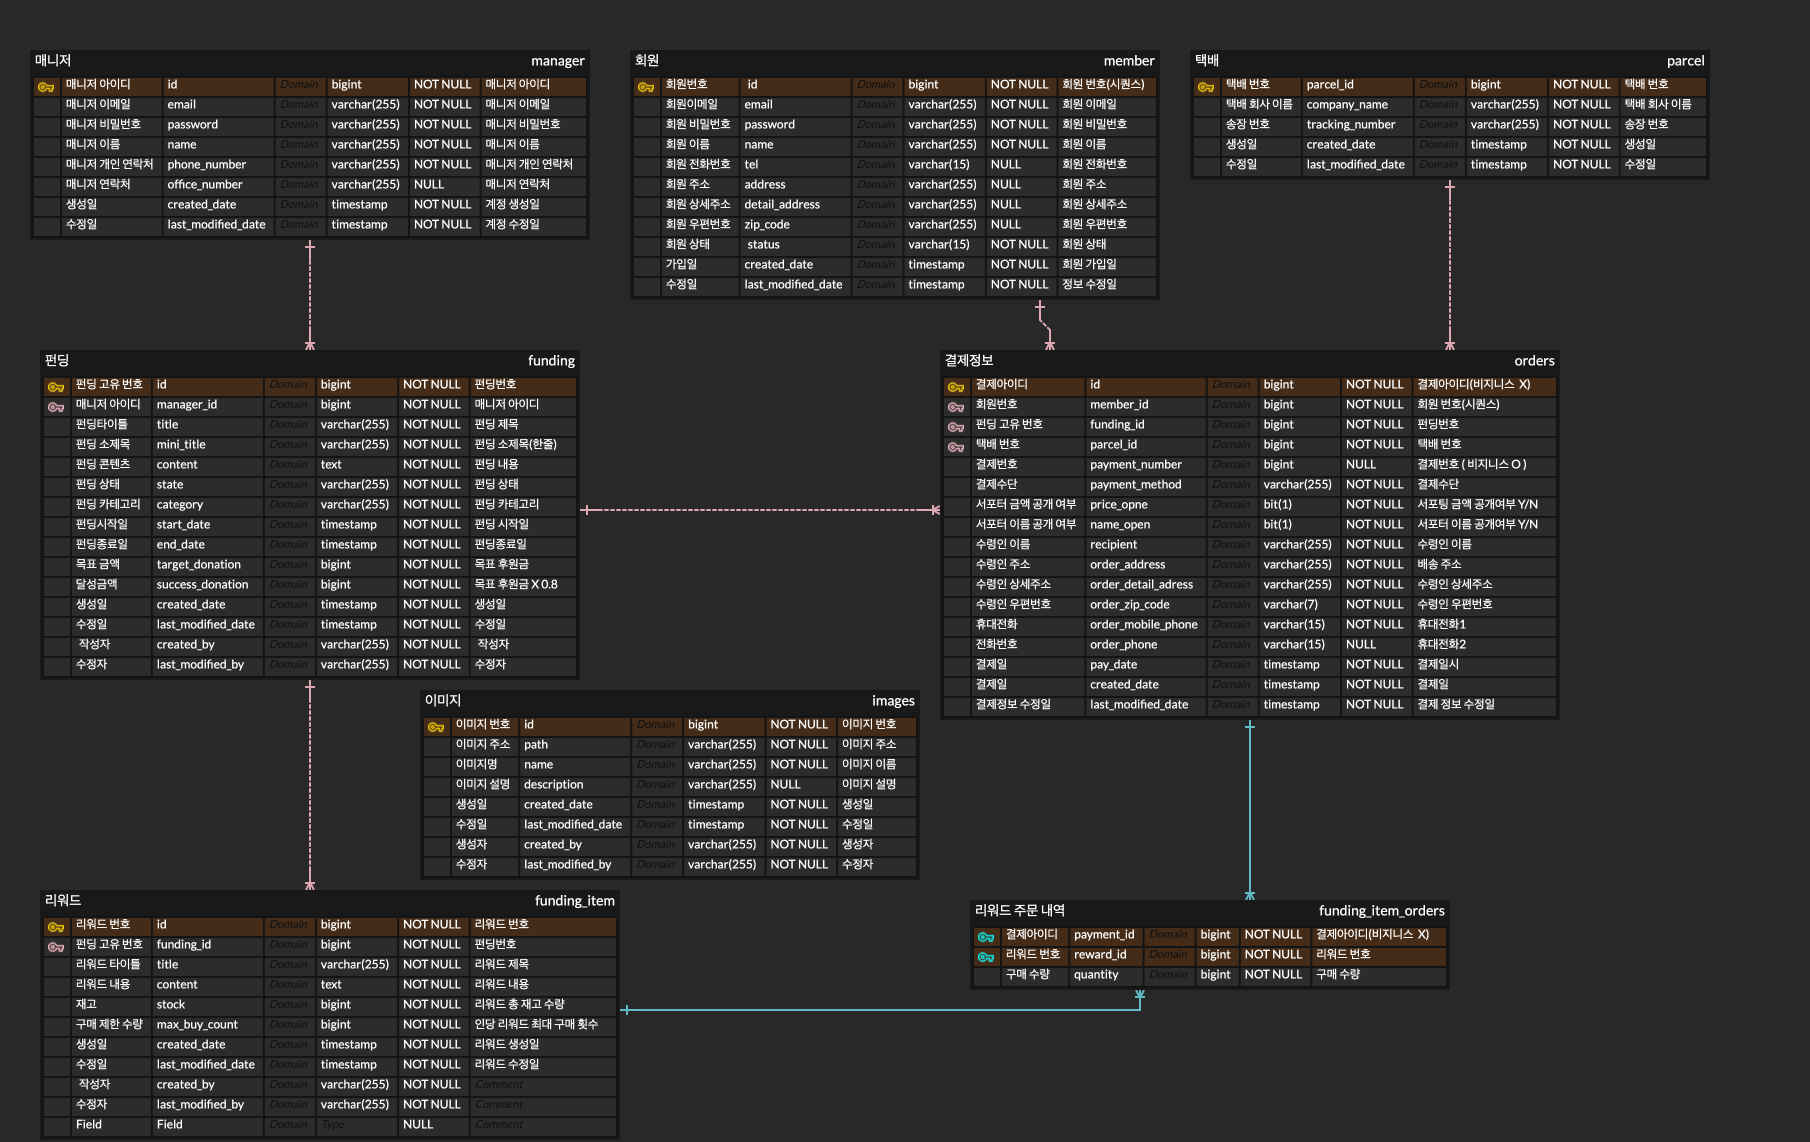 매니저 manager
매니저 아이디 id Domain bigint NOT NULL 매니저 아이디
매니저 이메일 email Domain varchar(255) NOT NULL 매니저 이메일
매니저 비밀번호 password Domain varchar(255) NOT NULL 매니저 비밀번호
매니저 이름 name Domain varchar(255) NOT NULL 매니저 이름
매니저 개인 연락처 phone_number Domain varchar(255) NOT NULL 매니저 개인 연락처
매니저 연락처 office_number Domain varchar(255) NULL 매니저 연락처
생성일 created_date Domain timestamp NOT NULL 계정 생성일
수정일 last_modified_date Domain timestamp NOT NULL 계정 수정일
회원 member
회원번호 id Domain bigint NOT NULL 회원 번호(시퀀스)
회원이메일 email Domain varchar(255) NOT NULL 회원 이메일
회원 비밀번호 password Domain varchar(255) NOT NULL 회원 비밀번호
회원 이름 name Domain varchar(255) NOT NULL 회원 이름
회원 전화번호 tel Domain varchar(15) NULL 회원 전화번호
회원 주소 address Domain varchar(255) NULL 회원 주소
회원 상세주소 detail_address Domain varchar(255) NULL 회원 상세주소
회원 우편번호 zip_code Domain varchar(255) NULL 회원 우편번호
회원 상태 status Domain varchar(15) NOT NULL 회원 상태
가입일 created_date Domain timestamp NOT NULL 회원 가입일
수정일 last_modified_date Domain timestamp NOT NULL 정보 수정일
택배 parcel
택배 번호 parcel_id Domain bigint NOT NULL 택배 번호
택배 회사 이름 company_name Domain varchar(255) NOT NULL 택배 회사 이름
송장 번호 tracking_number Domain varchar(255) NOT NULL 송장 번호
생성일 created_date Domain timestamp NOT NULL 생성일
수정일 last_modified_date Domain timestamp NOT NULL 수정일
펀딩 funding
펀딩 고유 번호 id Domain bigint NOT NULL 펀딩번호
매니저 아이디 manager_id Domain bigint NOT NULL 매니저 아이디
펀딩타이틀 title Domain varchar(255) NOT NULL 펀딩 제목
펀딩 소제목 mini_title Domain varchar(255) NOT NULL 펀딩 소제목(한줄)
펀딩 콘텐츠 content Domain text NOT NULL 펀딩 내용
펀딩 상태 state Domain varchar(255) NOT NULL 펀딩 상태
펀딩 카테고리 category Domain varchar(255) NOT NULL 펀딩 카테고리
펀딩시작일 start_date Domain timestamp NOT NULL 펀딩 시작일
펀딩종료일 end_date Domain timestamp NOT NULL 펀딩종료일
목표 금액 target_donation Domain bigint NOT NULL 목표 후원금
달성금액 success_donation Domain bigint NOT NULL 목표 후원금 X 0.8
생성일 created_date Domain timestamp NOT NULL 생성일
수정일 last_modified_date Domain timestamp NOT NULL 수정일
작성자 created_by Domain varchar(255) NOT NULL 작성자
수정자 last_modified_by Domain varchar(255) NOT NULL 수정자
결제정보 orders
결제아이디 id Domain bigint NOT NULL 결제아이디(비지니스 X)
회원번호 member_id Domain bigint NOT NULL 회원 번호(시퀀스)
펀딩 고유 번호 funding_id Domain bigint NOT NULL 펀딩번호
택배 번호 parcel_id Domain bigint NOT NULL 택배 번호
결제번호 payment_number Domain bigint NULL 결제번호 ( 비지니스 O )
결제수단 payment_method Domain varchar(255) NOT NULL 결제수단
서포터 금액 공개 여부 price_opne Domain bit(1) NOT NULL 서포팅 금액 공개여부 Y/N
서포터 이름 공개 여부 name_open Domain bit(1) NOT NULL 서포터 이름 공개여부 Y/N
수령인 이름 recipient Domain varchar(255) NOT NULL 수령인 이름
수령인 주소 order_address Domain varchar(255) NOT NULL 배송 주소
수령인 상세주소 order_detail_adress Domain varchar(255) NOT NULL 수령인 상세주소
수령인 우편번호 order_zip_code Domain varchar(7) NOT NULL 수령인 우편번호
휴대전화 order_mobile_phone Domain varchar(15) NOT NULL 휴대전화1
전화번호 order_phone Domain varchar(15) NULL 휴대전화2
결제일 pay_date Domain timestamp NOT NULL 결제일시
결제일 created_date Domain timestamp NOT NULL 결제일
결제정보 수정일 last_modified_date Domain timestamp NOT NULL 결제 정보 수정일
이미지 images
이미지 번호 id Domain bigint NOT NULL 이미지 번호
이미지 주소 path Domain varchar(255) NOT NULL 이미지 주소
이미지명 name Domain varchar(255) NOT NULL 이미지 이름
이미지 설명 description Domain varchar(255) NULL 이미지 설명
생성일 created_date Domain timestamp NOT NULL 생성일
수정일 last_modified_date Domain timestamp NOT NULL 수정일
생성자 created_by Domain varchar(255) NOT NULL 생성자
수정자 last_modified_by Domain varchar(255) NOT NULL 수정자
리워드 funding_item
리워드 번호 id Domain bigint NOT NULL 리워드 번호
펀딩 고유 번호 funding_id Domain bigint NOT NULL 펀딩번호
리워드 타이틀 title Domain varchar(255) NOT NULL 리워드 제목
리워드 내용 content Domain text NOT NULL 리워드 내용
재고 stock Domain bigint NOT NULL 리워드 총 재고 수량
구매 제한 수량 max_buy_count Domain bigint NOT NULL 인당 리워드 최대 구매 횟수
생성일 created_date Domain timestamp NOT NULL 리워드 생성일
수정일 last_modified_date Domain timestamp NOT NULL 리워드 수정일
작성자 created_by Domain varchar(255) NOT NULL Comment
수정자 last_modified_by Domain varchar(255) NOT NULL Comment
Field Field Domain Type NULL Comment
리워드 주문 내역 funding_item_orders
결제아이디 payment_id Domain bigint NOT NULL 결제아이디(비지니스 X)
리워드 번호 reward_id Domain bigint NOT NULL 리워드 번호
구매 수량 quantity Domain bigint NOT NULL 구매 수량